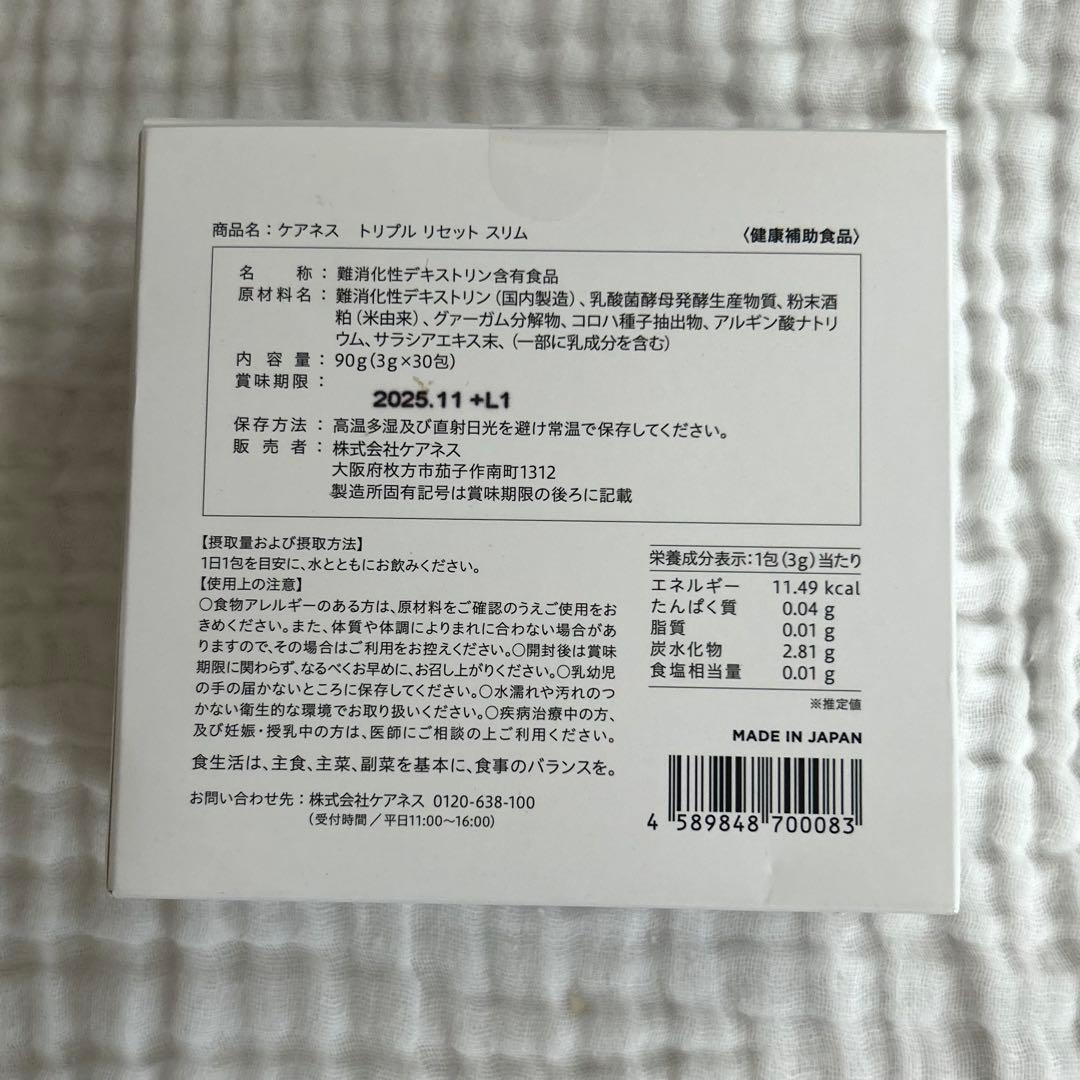 商品名：ケアネス　トリプル リセット スリム
〈健康補助食品〉
名　　称：難消化性デキストリン含有食品
原材料名：難消化性デキストリン（国内製造）、乳酸菌酵母発酵生産物質、粉末酒
粕（米由来）、グァーガム分解物、コロハ種子抽出物、アルギン酸ナトリ
ウム、サラシアエキス末、（一部に乳成分を含む）
内 容 量：90g（3g×30包）
賞味期限：
2025.11 +L1
保存方法：高温多湿及び直射日光を避け常温で保存してください。
販 売 者：株式会社ケアネス
大阪府枚方市茄子作南町1312
製造所固有記号は賞味期限の後ろに記載
【摂取量および摂取方法】
1日1包を目安に、水とともにお飲みください。
【使用上の注意】
○食物アレルギーのある方は、原材料をご確認のうえご使用をお
きめください。また、体質や体調によりまれに合わない場合があ
りますので、その場合はご利用をお控えください。○開封後は賞味
期限に関わらず、なるべくお早めに、お召し上がりください。○乳幼児
の手の届かないところに保存してください。○水濡れや汚れのつ
かない衛生的な環境でお取り扱いください。○疾病治療中の方、
及び妊娠・授乳中の方は、医師にご相談の上ご利用ください。
食生活は、主食、主菜、副菜を基本に、食事のバランスを。
お問い合わせ先：株式会社ケアネス 0120-638-100
（受付時間／平日11:00〜16:00）
栄養成分表示：1包（3g）当たり
エネルギー 11.49 kcal
たんぱく質 0.04 g
脂質 0.01 g
炭水化物 2.81 g
食塩相当量 0.01 g
※推定値
MADE IN JAPAN
4 589848 700083